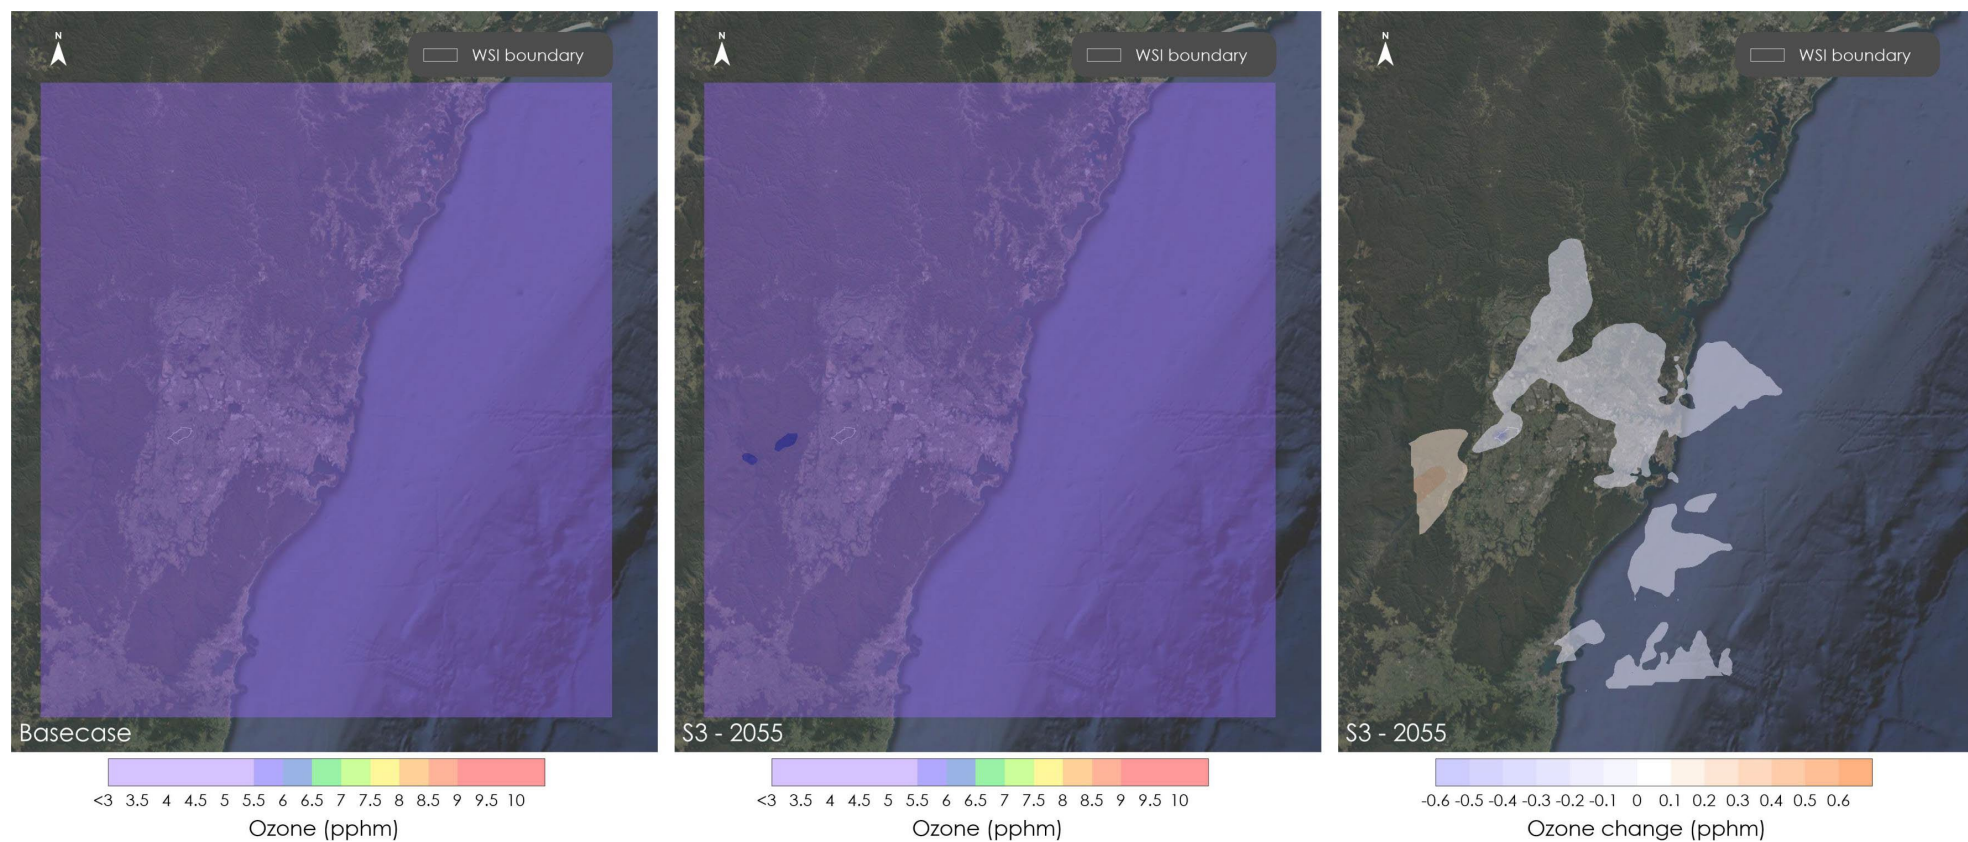 N
WSI boundary
N
WSI boundary
N
WSI boundary
Basecase
S3 - 2055
S3 - 2055
<3 3.5 4 4.5 5 5.5 6 6.5 7 7.5 8 8.5 9 9.5 10
Ozone (pphm)
<3 3.5 4 4.5 5 5.5 6 6.5 7 7.5 8 8.5 9 9.5 10
Ozone (pphm)
-0.6 -0.5 -0.4 -0.3 -0.2 -0.1 0 0.1 0.2 0.3 0.4 0.5 0.6
Ozone change (pphm)